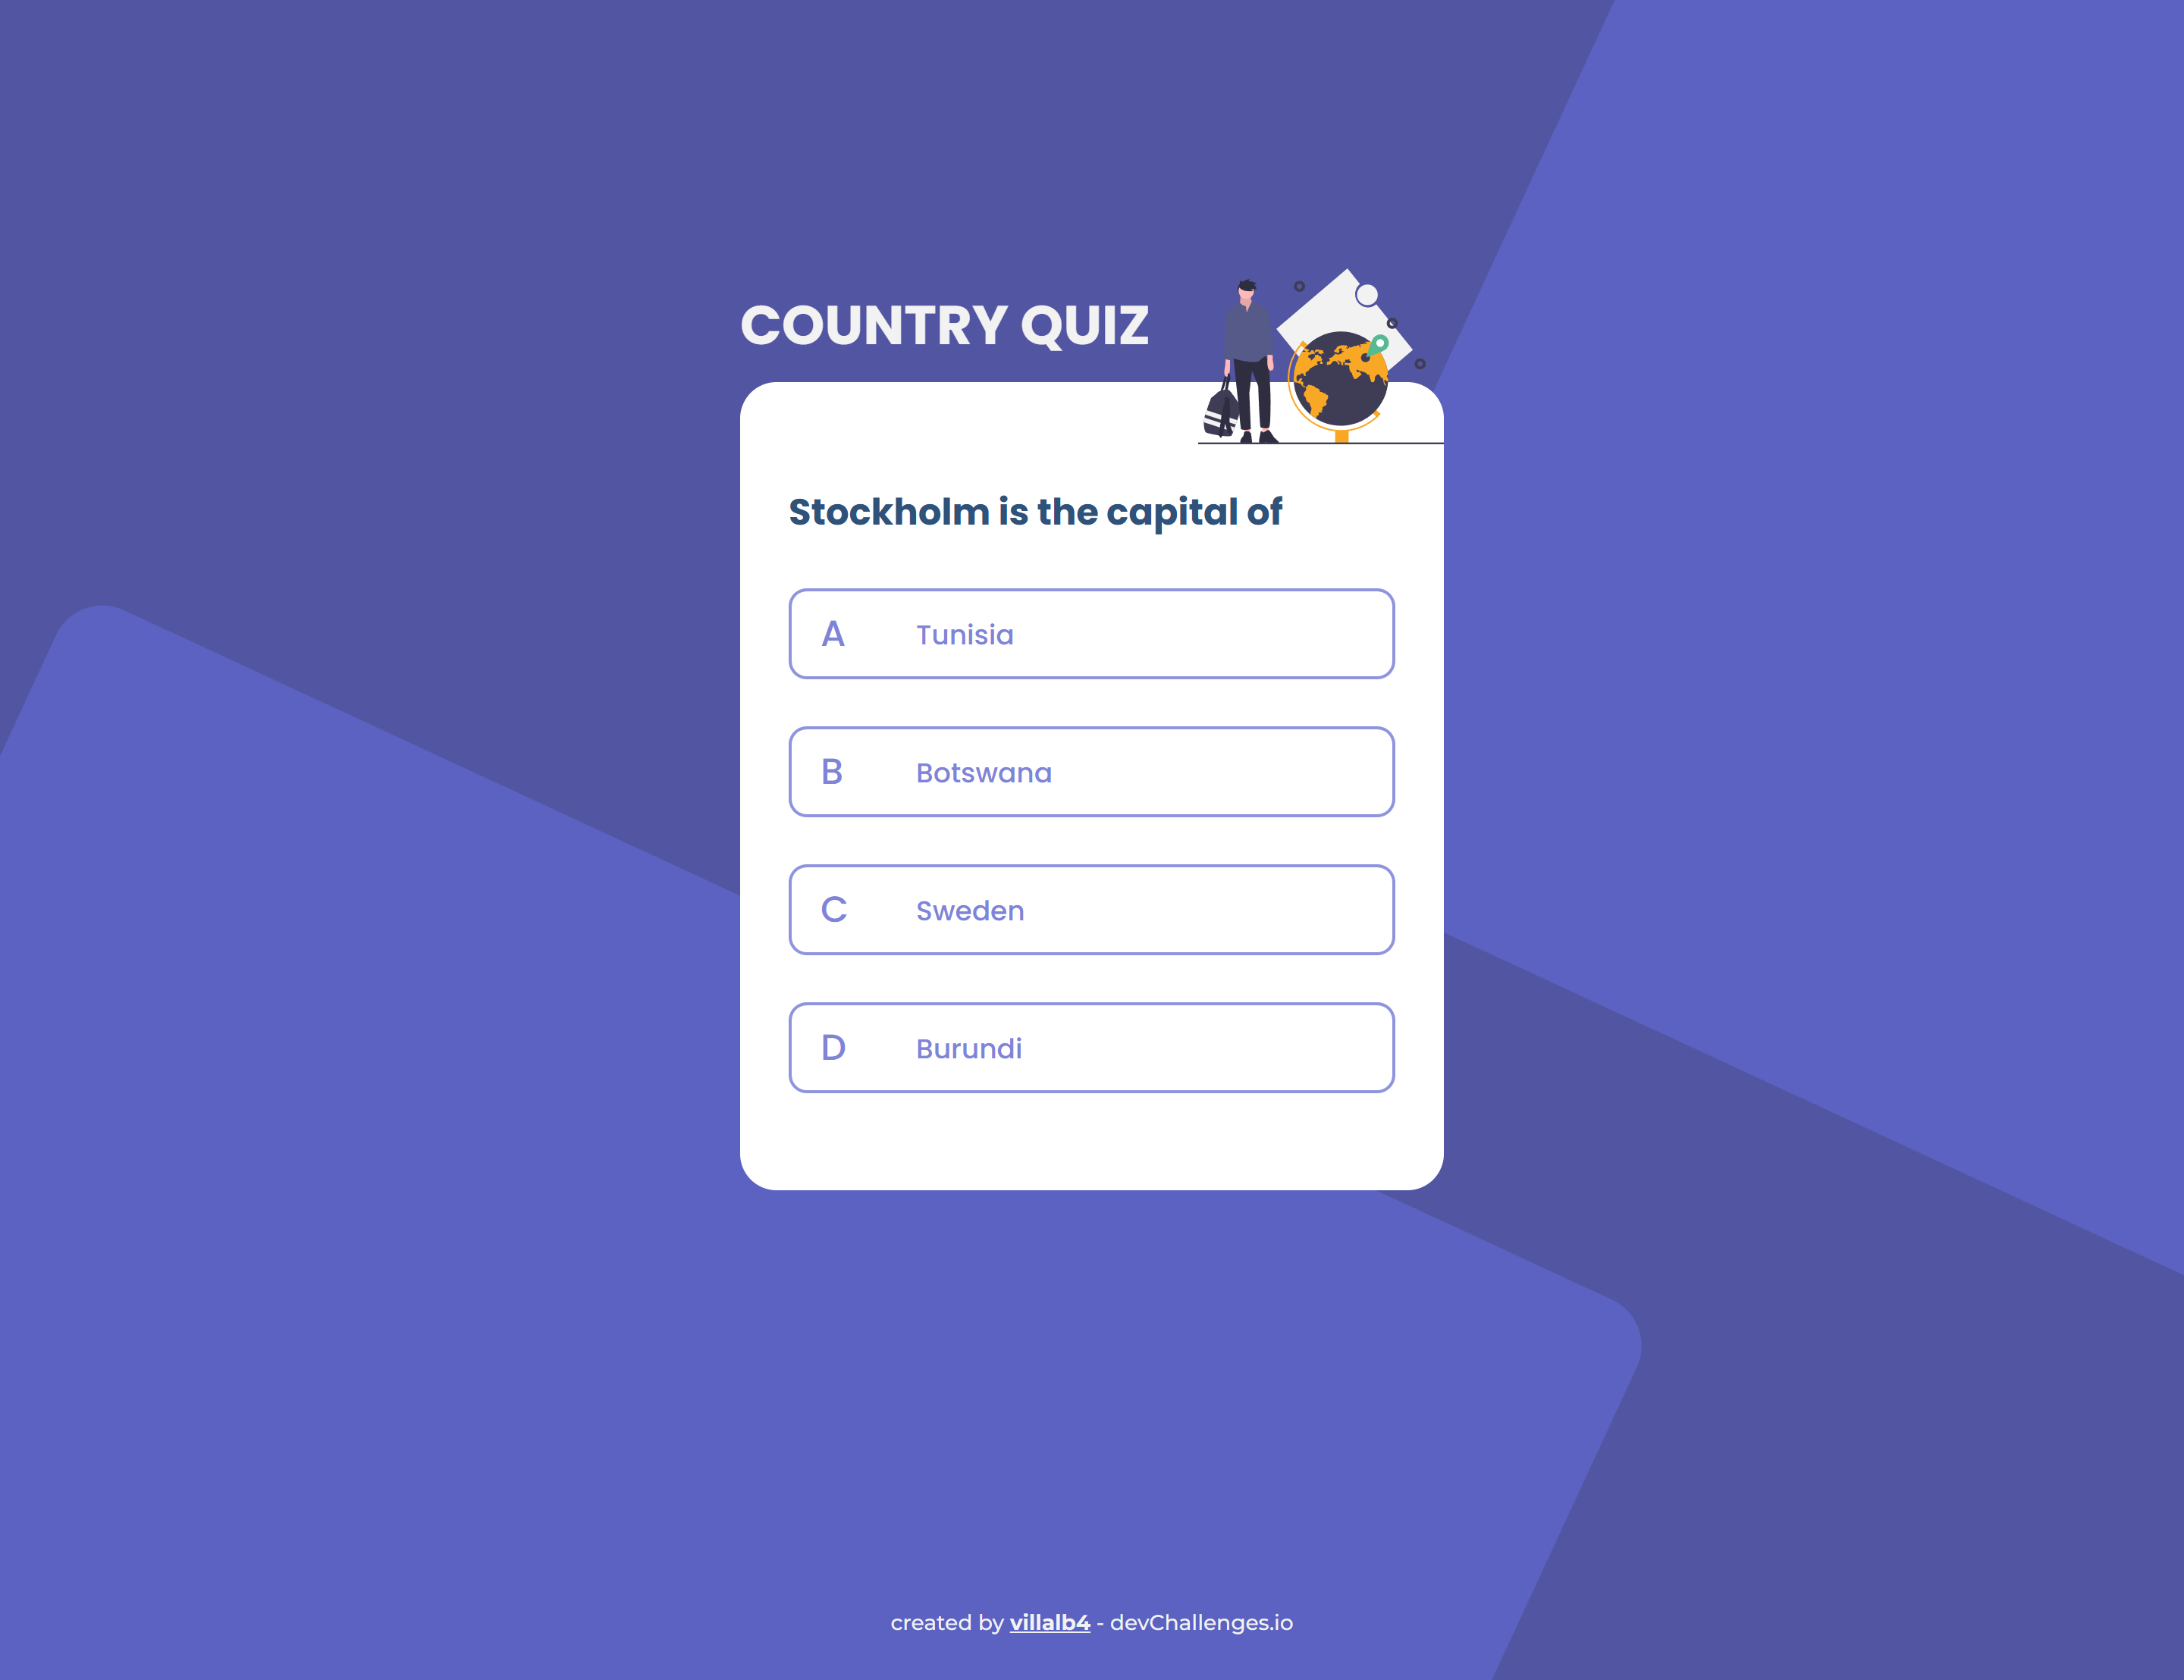 COUNTRY QUIZ
Stockholm is the capital of
A Tunisia
B Botswana
C Sweden
D Burundi
created by villalb4 - devChallenges.io